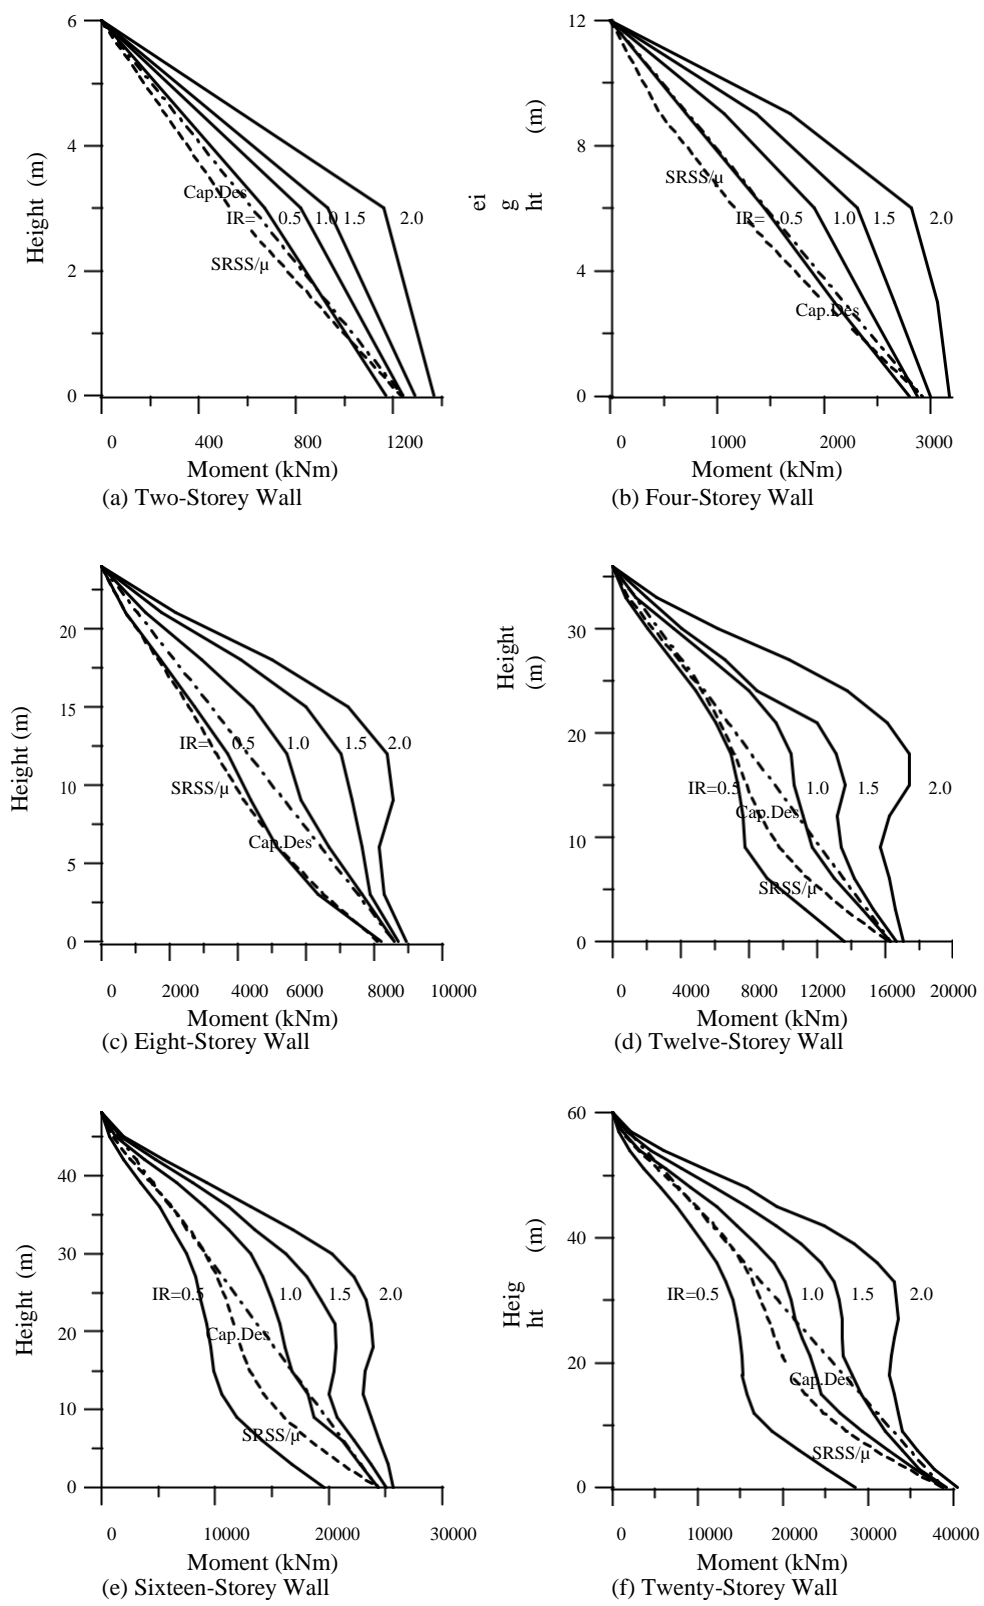 6
4
2
0
Height (m)
Cap.Des
IR= 0.5 1.0 1.5 2.0
SRSS/μ
0 400 800 1200
Moment (kNm)
(a) Two-Storey Wall
12
8
4
0
(m)
ei
g
ht
SRSS/μ
IR= 0.5 1.0 1.5 2.0
Cap.Des
0 1000 2000 3000
Moment (kNm)
(b) Four-Storey Wall
20
15
10
5
0
Height (m)
IR= 0.5 1.0 1.5 2.0
SRSS/μ
Cap.Des
0 2000 4000 6000 8000 10000
Moment (kNm)
(c) Eight-Storey Wall
30
20
10
0
Height
(m)
IR=0.5 1.0 1.5 2.0
Cap.Des
SRSS/μ
0 4000 8000 12000 16000 20000
Moment (kNm)
(d) Twelve-Storey Wall
40
30
20
10
0
Height (m)
IR=0.5 1.0 1.5 2.0
Cap.Des
SRSS/μ
0 10000 20000 30000
Moment (kNm)
(e) Sixteen-Storey Wall
60
40
20
0
(m)
Heig
ht
IR=0.5 1.0 1.5 2.0
Cap.Des
SRSS/μ
0 10000 20000 30000 40000
Moment (kNm)
(f) Twenty-Storey Wall